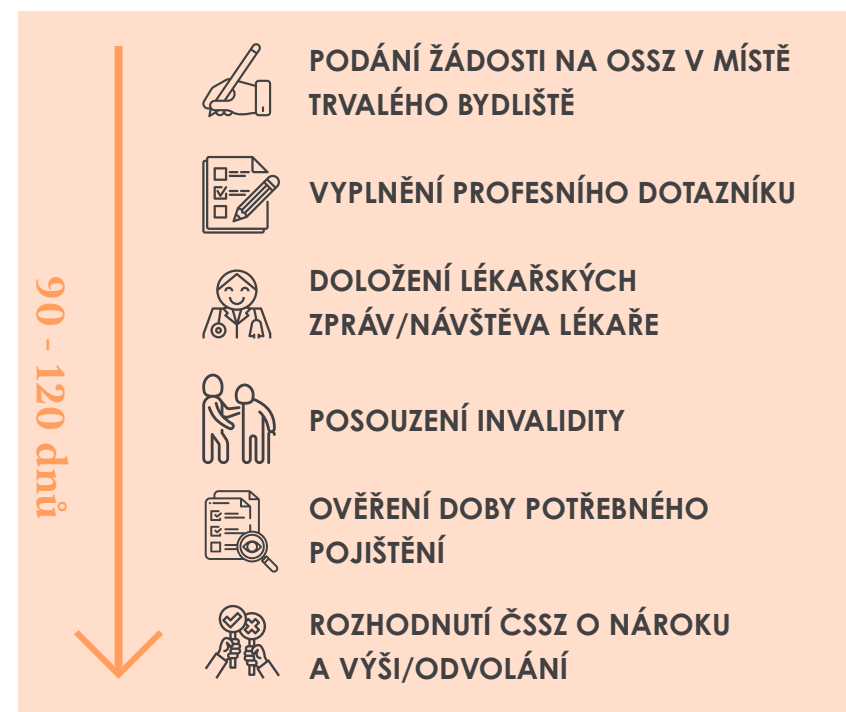 PODÁNÍ ŽÁDOSTI NA OSSZ V MÍSTĚ
TRVALÉHO BYDLIŠTĚ
VYPLNĚNÍ PROFESNÍHO DOTAZNÍKU
DOLOŽENÍ LÉKAŘSKÝCH
ZPRÁV/NÁVŠTĚVA LÉKAŘE
POSOUZENÍ INVALIDITY
OVĚŘENÍ DOBY POTŘEBNÉHO
POJIŠTĚNÍ
ROZHODNUTÍ ČSSZ O NÁROKU
A VÝŠI/ODVOLÁNÍ
90 - 120 dnů